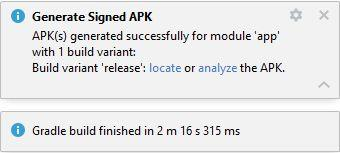 Generate Signed APK
APK(s) generated successfully for module 'app'
with 1 build variant:
Build variant 'release': locate or analyze the APK.
Gradle build finished in 2 m 16 s 315 ms